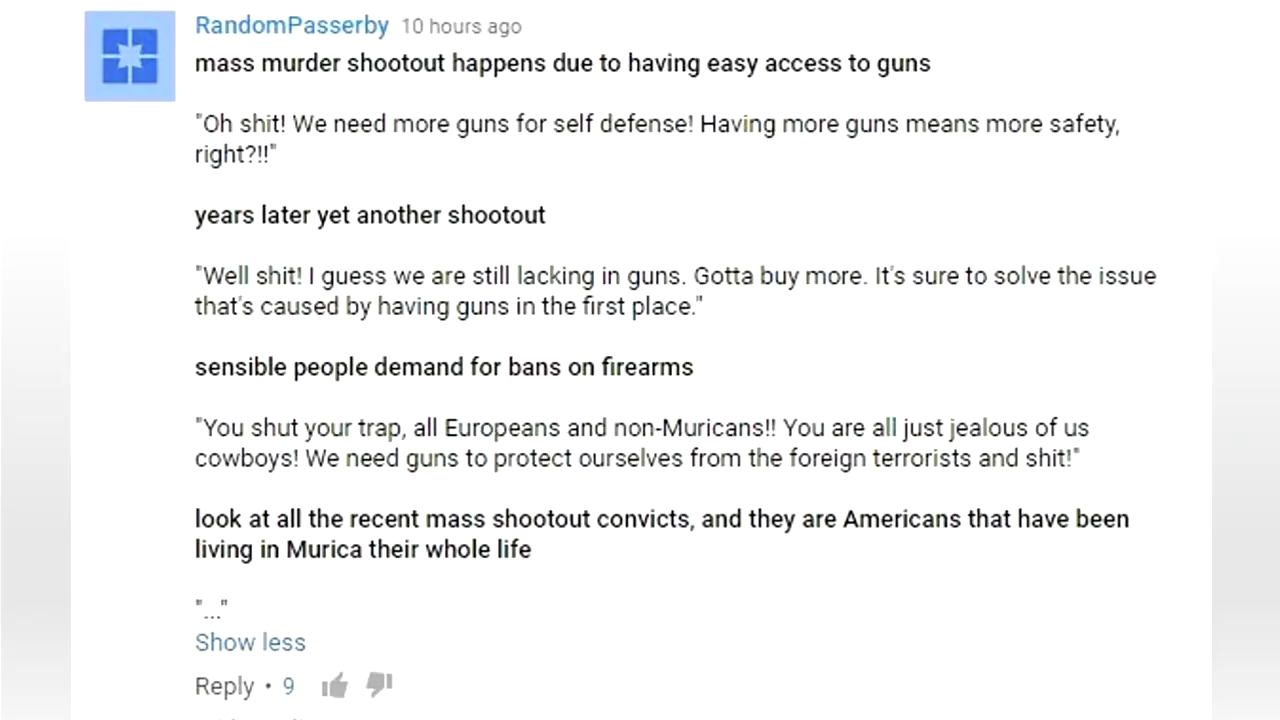 RandomPasserby 10 hours ago
mass murder shootout happens due to having easy access to guns
"Oh shit! We need more guns for self defense! Having more guns means more safety,
right?!!"
years later yet another shootout
"Well shit! I guess we are still lacking in guns. Gotta buy more. It's sure to solve the issue
that's caused by having guns in the first place."
sensible people demand for bans on firearms
"You shut your trap, all Europeans and non-Muricans!! You are all just jealous of us
cowboys! We need guns to protect ourselves from the foreign terrorists and shit!"
look at all the recent mass shootout convicts, and they are Americans that have been
living in Murica their whole life
"..."
Show less
Reply • 9